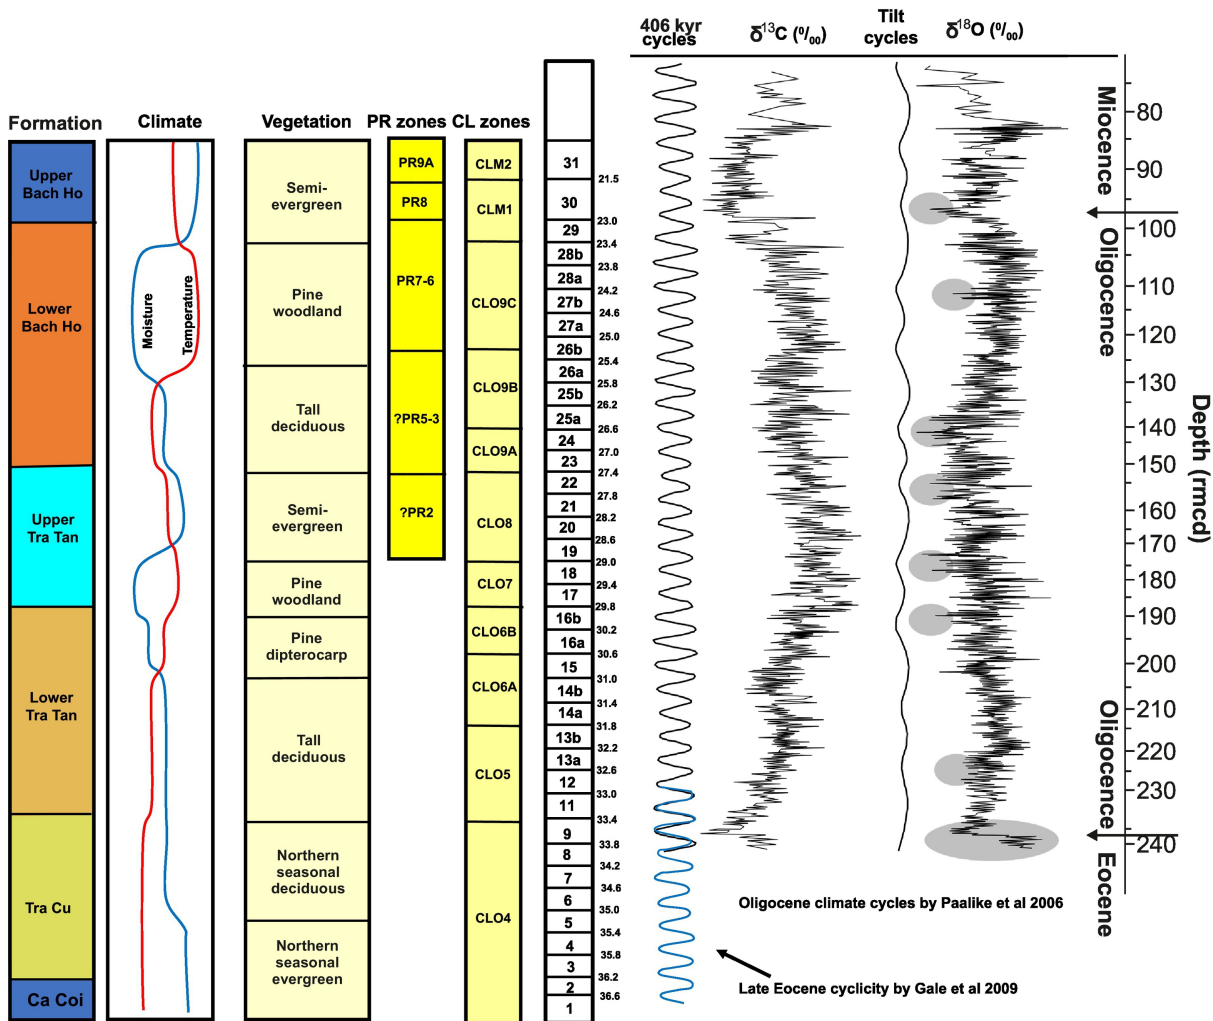 406 kyr
cycles
δ¹³C (⁰/₀₀)
Tilt
cycles
δ¹⁸O (⁰/₀₀)
Formation
Climate
Vegetation
PR zones
CL zones
Upper
Bach Ho
Lower
Bach Ho
Upper
Tra Tan
Lower
Tra Tan
Tra Cu
Ca Coi
Moisture
Temperature
Semi-
evergreen
Pine
woodland
Tall
deciduous
Semi-
evergreen
Pine
woodland
Pine
dipterocarp
Tall
deciduous
Northern
seasonal
deciduous
Northern
seasonal
evergreen
PR9A
PR8
PR7-6
?PR5-3
?PR2
CLM2
CLM1
CLO9C
CLO9B
CLO9A
CLO8
CLO7
CLO6B
CLO6A
CLO5
CLO4
31
30
29
28b
28a
27b
27a
26b
26a
25b
25a
24
23
22
21
20
19
18
17
16b
16a
15
14b
14a
13b
13a
12
11
9
8
7
6
5
4
3
2
1
21.5
23.0
23.4
23.8
24.2
24.6
25.0
25.4
25.8
26.2
26.6
27.0
27.4
27.8
28.2
28.6
29.0
29.4
29.8
30.2
30.6
31.0
31.4
31.8
32.2
32.6
33.0
33.4
33.8
34.2
34.6
35.0
35.4
35.8
36.2
36.6
Miocence
Oligocence
Oligocence
Eocene
80
90
100
110
120
130
140
150
160
170
180
190
200
210
220
230
240
Depth (rmcd)
Oligocene climate cycles by Paalike et al 2006
Late Eocene cyclicity by Gale et al 2009